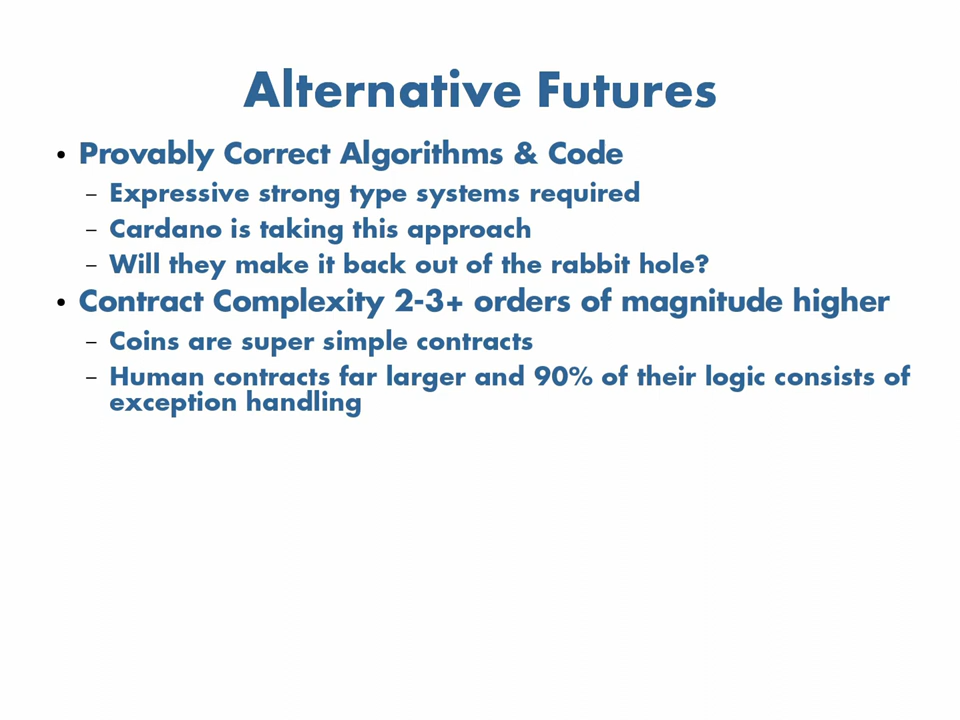 Alternative Futures
• Provably Correct Algorithms & Code
– Expressive strong type systems required
– Cardano is taking this approach
– Will they make it back out of the rabbit hole?
• Contract Complexity 2-3+ orders of magnitude higher
– Coins are super simple contracts
– Human contracts far larger and 90% of their logic consists of
exception handling